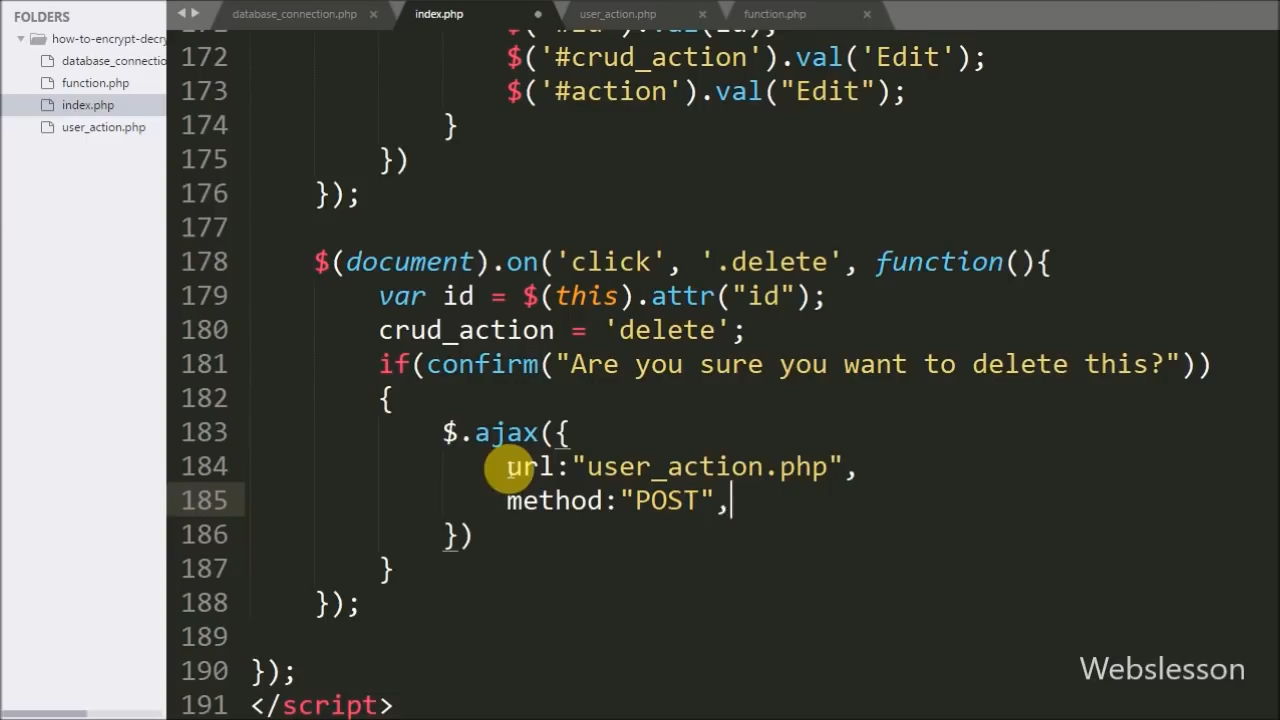 FOLDERS
how-to-encrypt-decry
database_connectio
function.php
index.php
user_action.php
database_connection.php × index.php user_action.php × function.php ×
172 $('#crud_action').val('Edit');
173 $('#action').val("Edit");
174 }
175 })
176 });
177
178 $(document).on('click', '.delete', function(){
179 var id = $(this).attr("id");
180 crud_action = 'delete';
181 if(confirm("Are you sure you want to delete this?"))
182 {
183 $.ajax({
184 url:"user_action.php",
185 method:"POST",
186 })
187 }
188 });
189
190 });
191 </script>
Webslesson